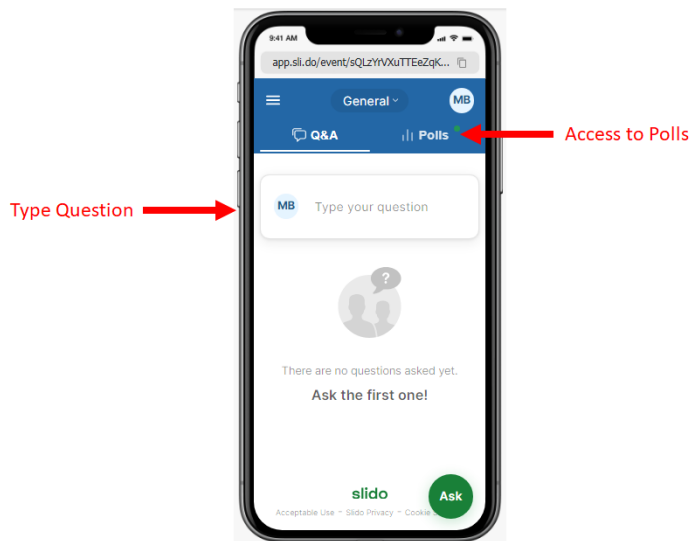 9:41 AM
app.sli.do/event/sQLzYrVXuTTEeZqK...
General
MB
Q&A
Polls
Access to Polls
Type Question
MB
Type your question
?
There are no questions asked yet.
Ask the first one!
slido
Ask
Acceptable Use - Slido Privacy - Cookie